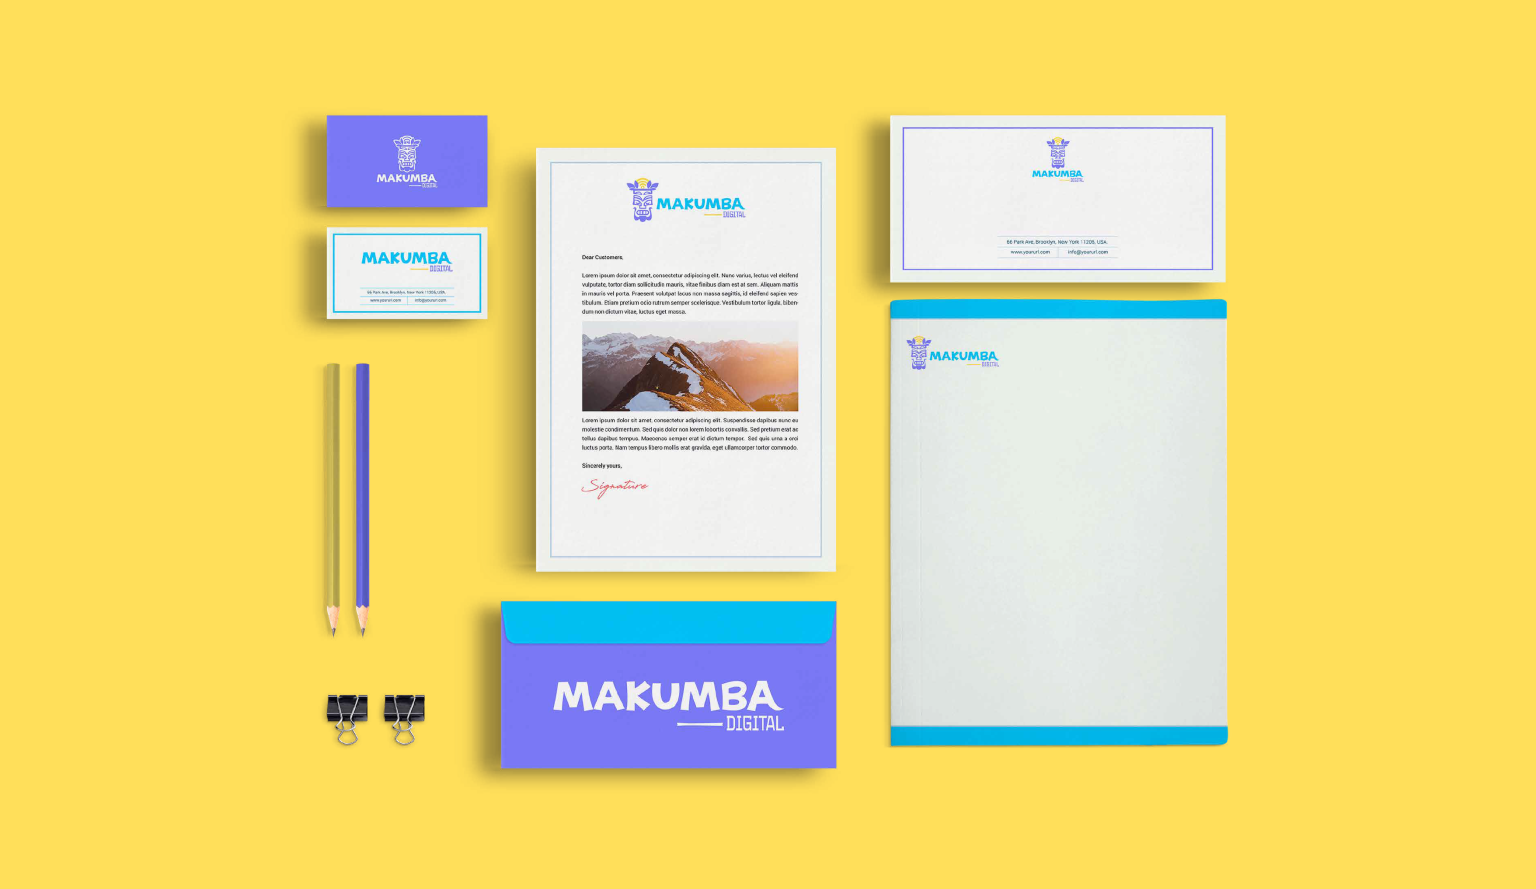 MAKUMBA
DIGITAL
MAKUMBA
DIGITAL
66 Park Ave, Brooklyn, New York 11205, USA.
www.yoururl.com
info@yoururl.com
MAKUMBA
DIGITAL
Dear Customers,
Lorem ipsum dolor sit amet, consectetur adipiscing elit. Nunc varius, lectus vel eleifend
vulputate, tortor diam sollicitudin mauris, vitae finibus diam est at sem. Aliquam mattis
in mauris vel porta. Praesent volutpat lacus non massa sagittis, id eleifend sapien ves-
tibulum. Etiam pretium odio rutrum semper scelerisque. Vestibulum tortor ligula, biben-
dum non dictum vitae, luctus eget massa.
Lorem ipsum dolor sit amet, consectetur adipiscing elit. Suspendisse dapibus nunc eu
molestie condimentum. Sed quis dolor non lorem lobortis convallis. Sed pretium erat ac
tellus dapibus tempus. Maecenas semper erat id dictum tempor. Sed quis urna a orci
luctus porta. Nam tempus libero mollis erat gravida, eget ullamcorper tortor commodo.
Sincerely yours,
Signature
MAKUMBA
DIGITAL
MAKUMBA
DIGITAL
66 Park Ave, Brooklyn, New York 11205, USA.
www.yoururl.com
info@yoururl.com
MAKUMBA
DIGITAL